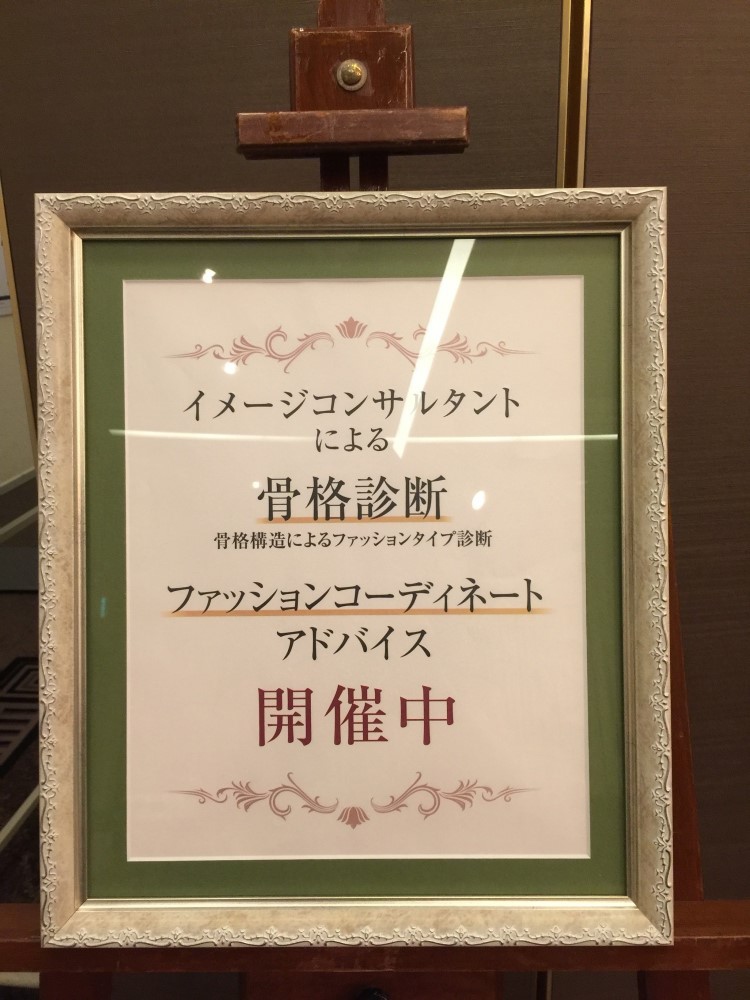 イメージコンサルタント
による
骨格診断
骨格構造によるファッションタイプ診断
ファッションコーディネート
アドバイス
開催中